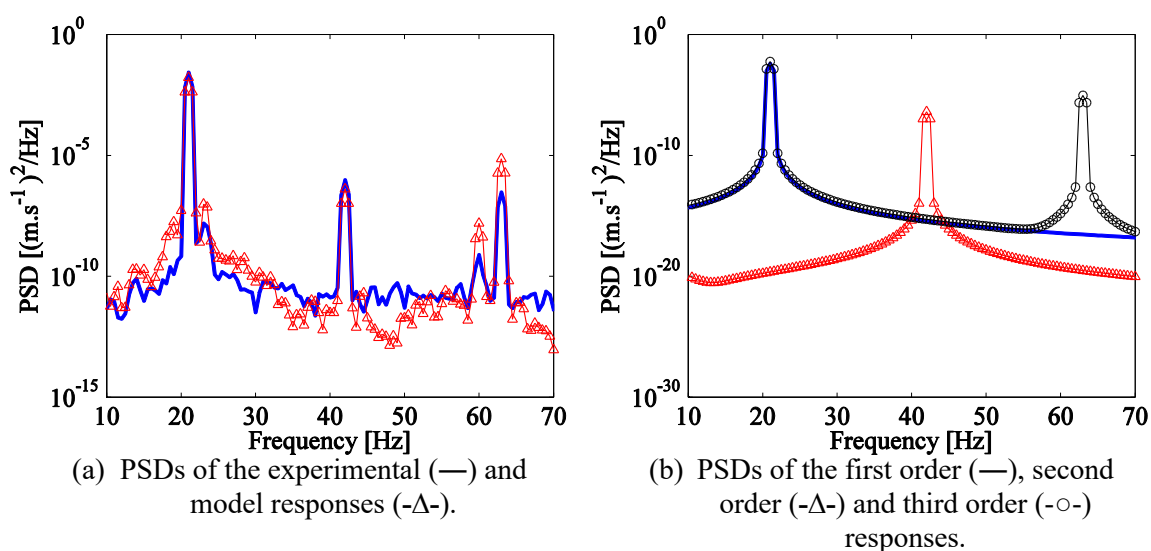 10^0
10^-5
10^-10
10^-15
PSD [(m.s^-1 )^2/Hz]
10 20 30 40 50 60 70
Frequency [Hz]
(a) PSDs of the experimental (—) and
model responses (-Δ-).
10^0
10^-10
10^-20
10^-30
PSD [(m.s^-1 )^2/Hz]
10 20 30 40 50 60 70
Frequency [Hz]
(b) PSDs of the first order (—), second
order (-Δ-) and third order (-○-)
responses.